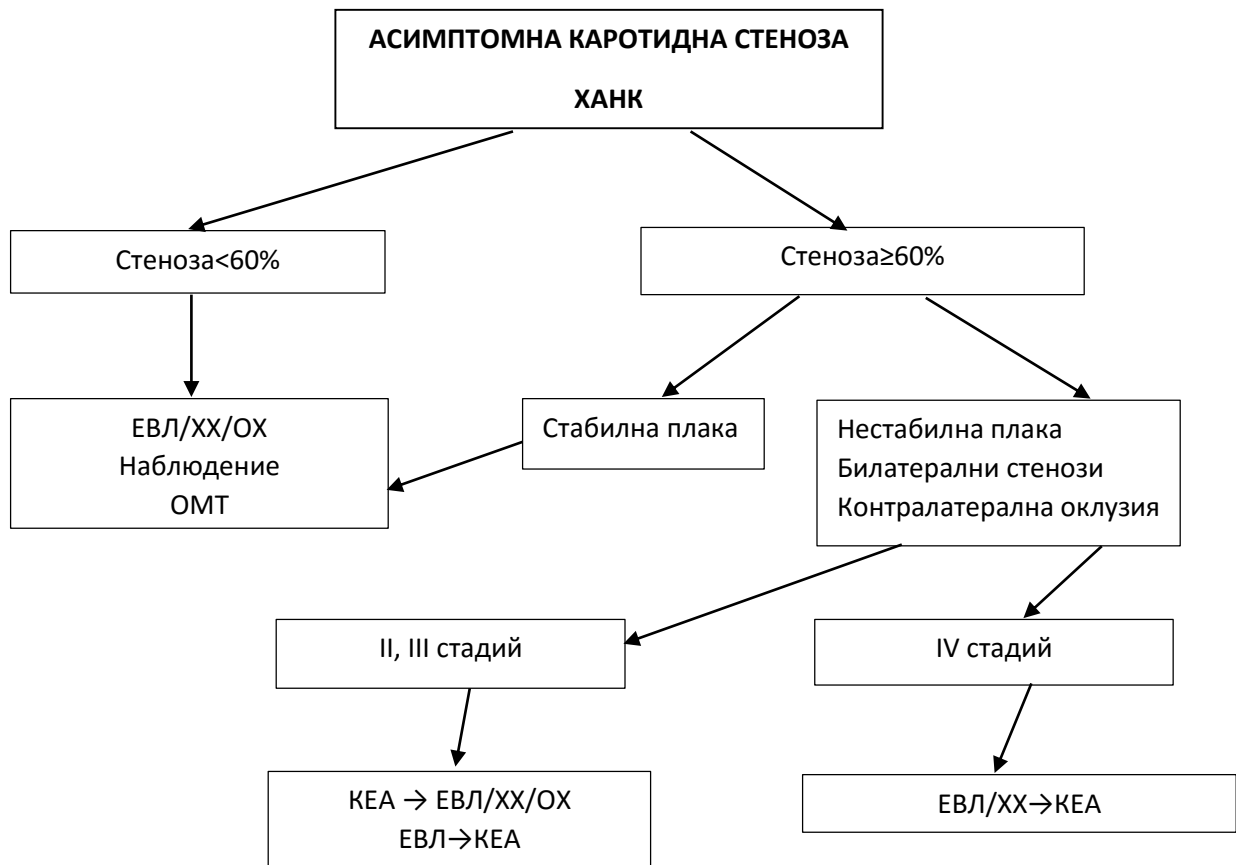 АСИМПТОМНА КАРОТИДНА СТЕНОЗА
ХАНК
Стеноза<60%
Стеноза≥60%
ЕВЛ/ХХ/ОХ
Наблюдение
ОМТ
Стабилна плака
Нестабилна плака
Билатерални стенози
Контралатерална оклузия
II, III стадий
IV стадий
КЕА → ЕВЛ/ХХ/ОХ
ЕВЛ→КЕА
ЕВЛ/ХХ→КЕА